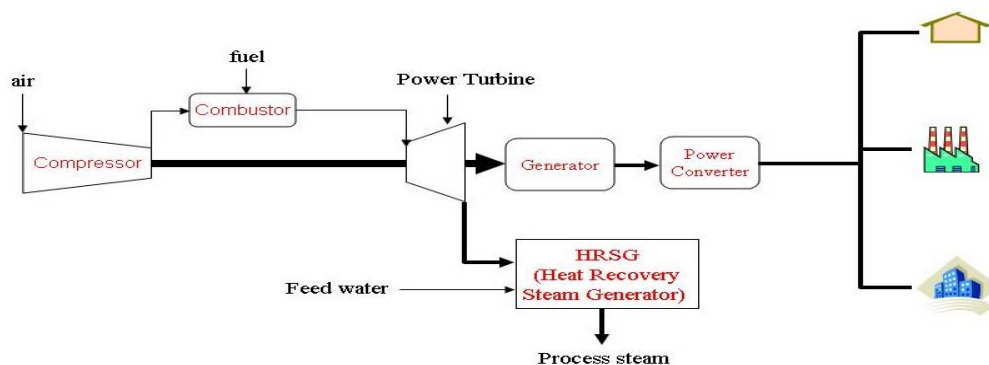 fuel
air
Power Turbine
Combustor
Compressor
Generator
Power
Converter
HRSG
(Heat Recovery
Steam Generator)
Feed water
Process steam